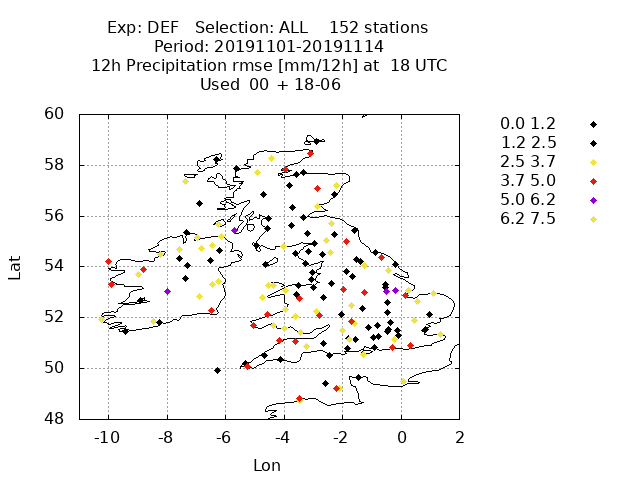 Exp: DEF Selection: ALL 152 stations
Period: 20191101-20191114
12h Precipitation rmse [mm/12h] at 18 UTC
Used 00 + 18-06
60
58
56
54
52
50
48
Lat
-10 -8 -6 -4 -2 0 2
Lon
0.0 1.2
1.2 2.5
2.5 3.7
3.7 5.0
5.0 6.2
6.2 7.5